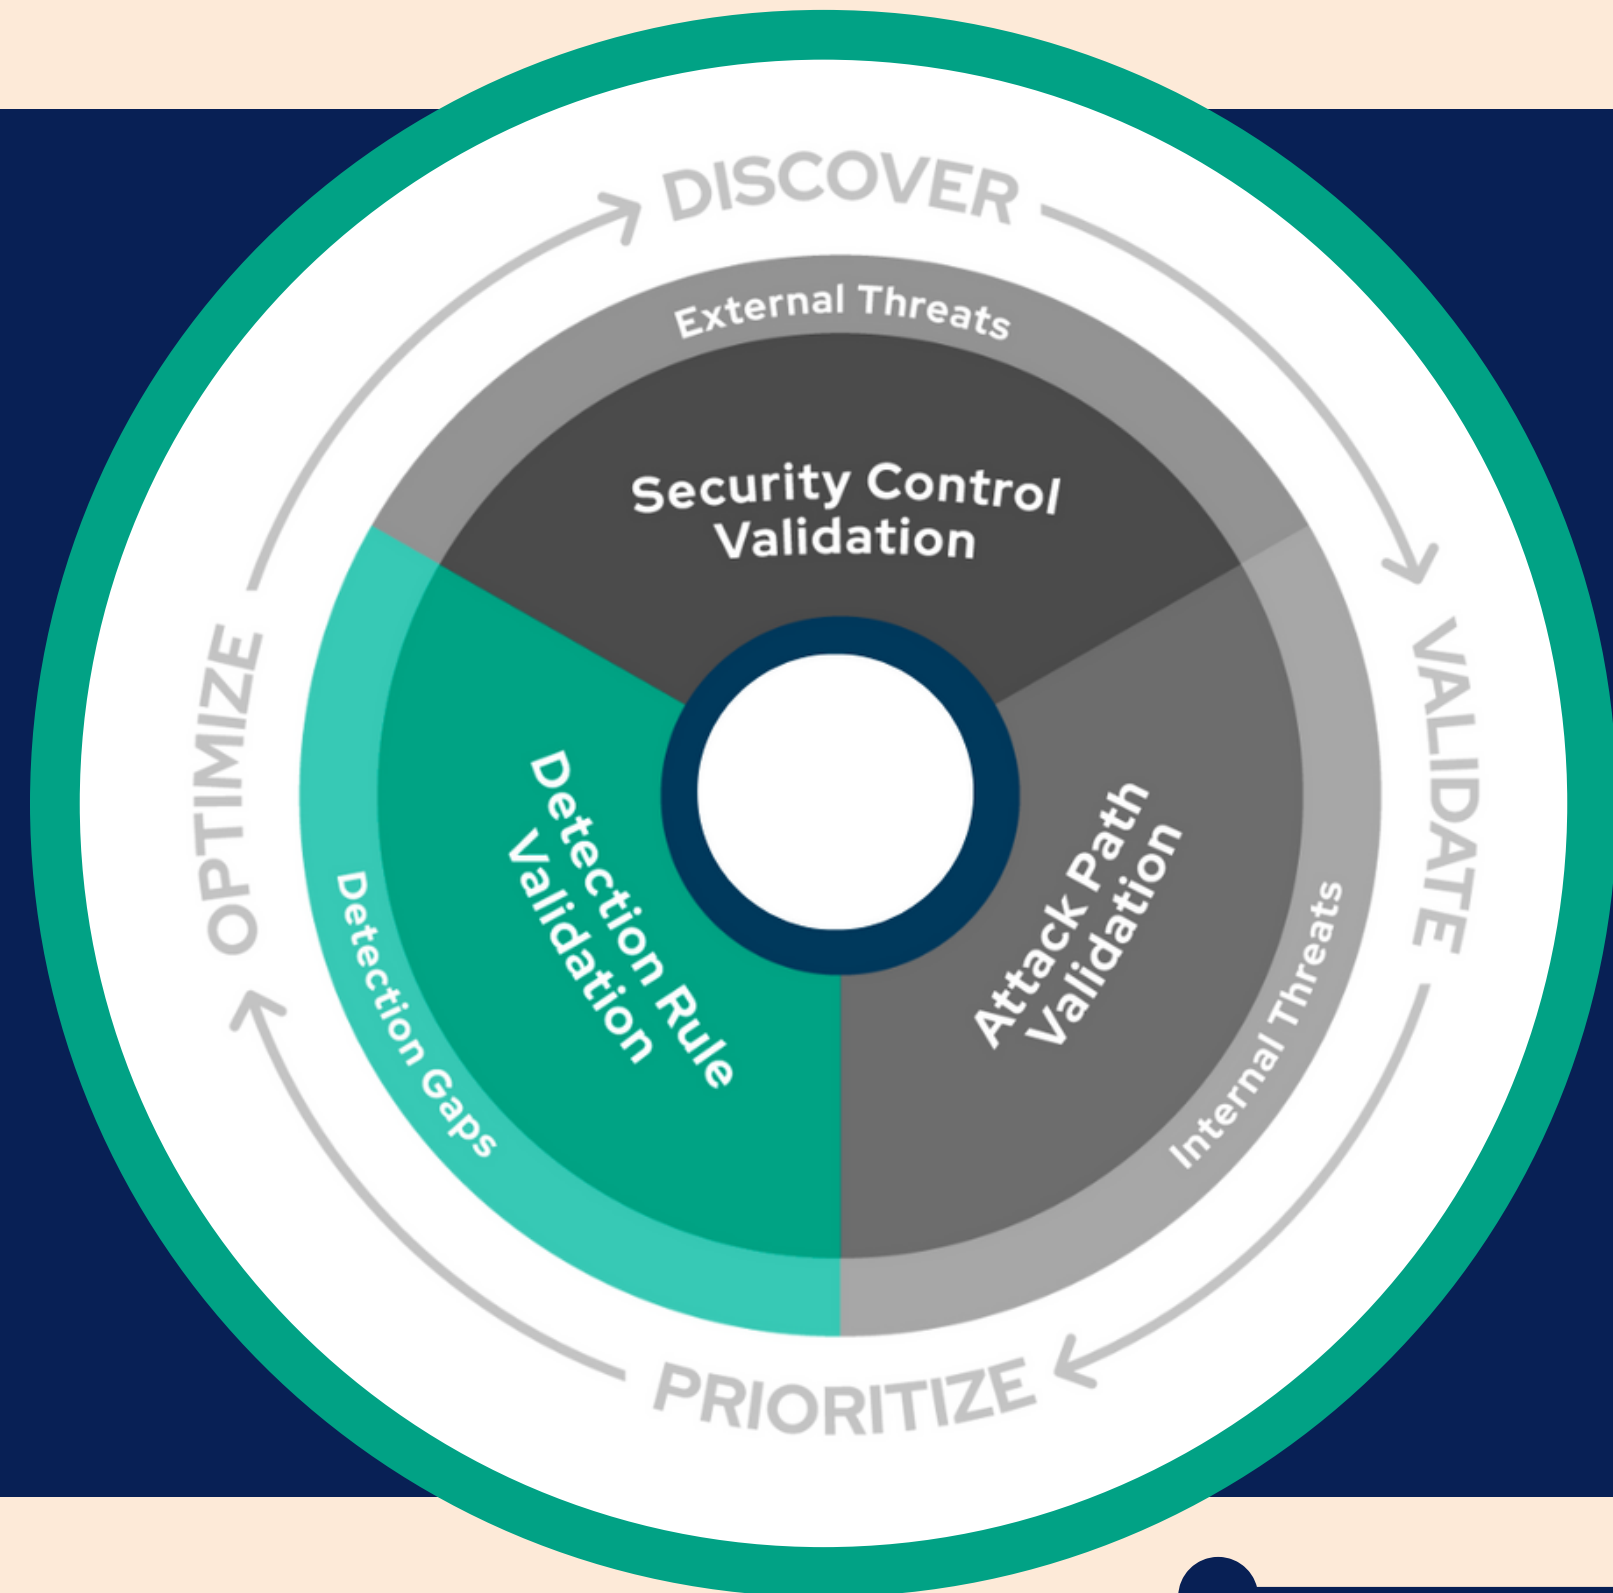 DISCOVER
External Threats
Security Control
Validation
VALIDATE
Attack Path
Validation
Internal Threats
PRIORITIZE
Detection Rule
Validation
Detection Gaps
OPTIMIZE